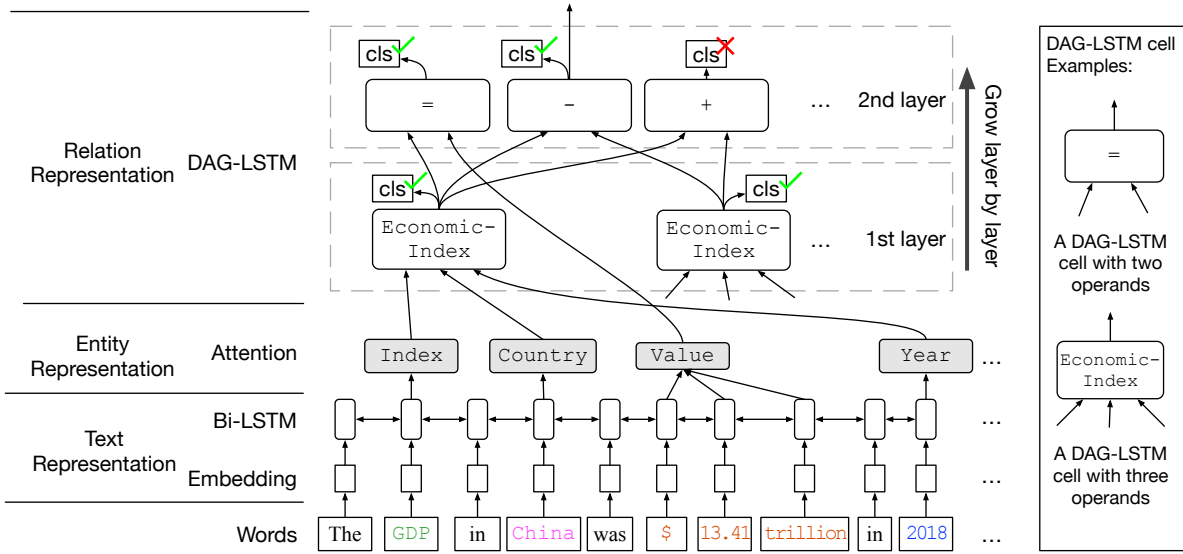 cls
cls
cls
=
-
+
... 2nd layer
Relation
Representation
DAG-LSTM
cls
cls
Economic-
Index
Economic-
Index
... 1st layer
Grow layer by layer
Entity
Representation
Attention
Index
Country
Value
Year
...
Bi-LSTM
...
Text
Representation
Embedding
...
Words
The
GDP
in
China
was
$
13.41
trillion
in
2018
...
DAG-LSTM cell
Examples:
=
A DAG-LSTM
cell with two
operands
Economic-
Index
A DAG-LSTM
cell with three
operands